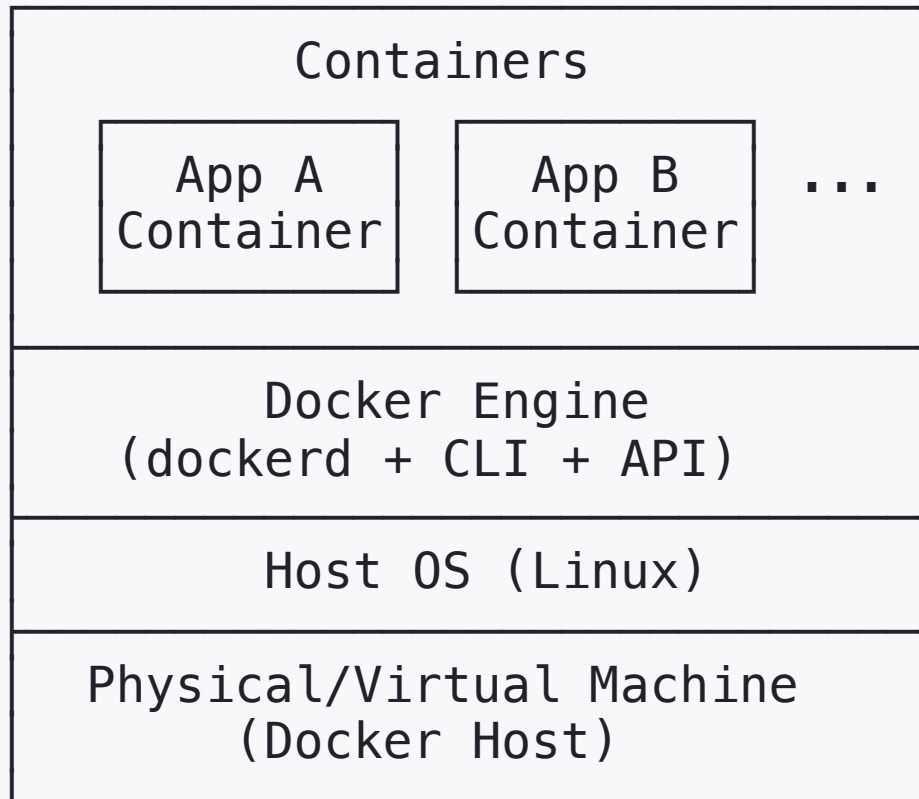 Containers
App A
Container
App B
Container
...
Docker Engine
(dockerd + CLI + API)
Host OS (Linux)
Physical/Virtual Machine
(Docker Host)